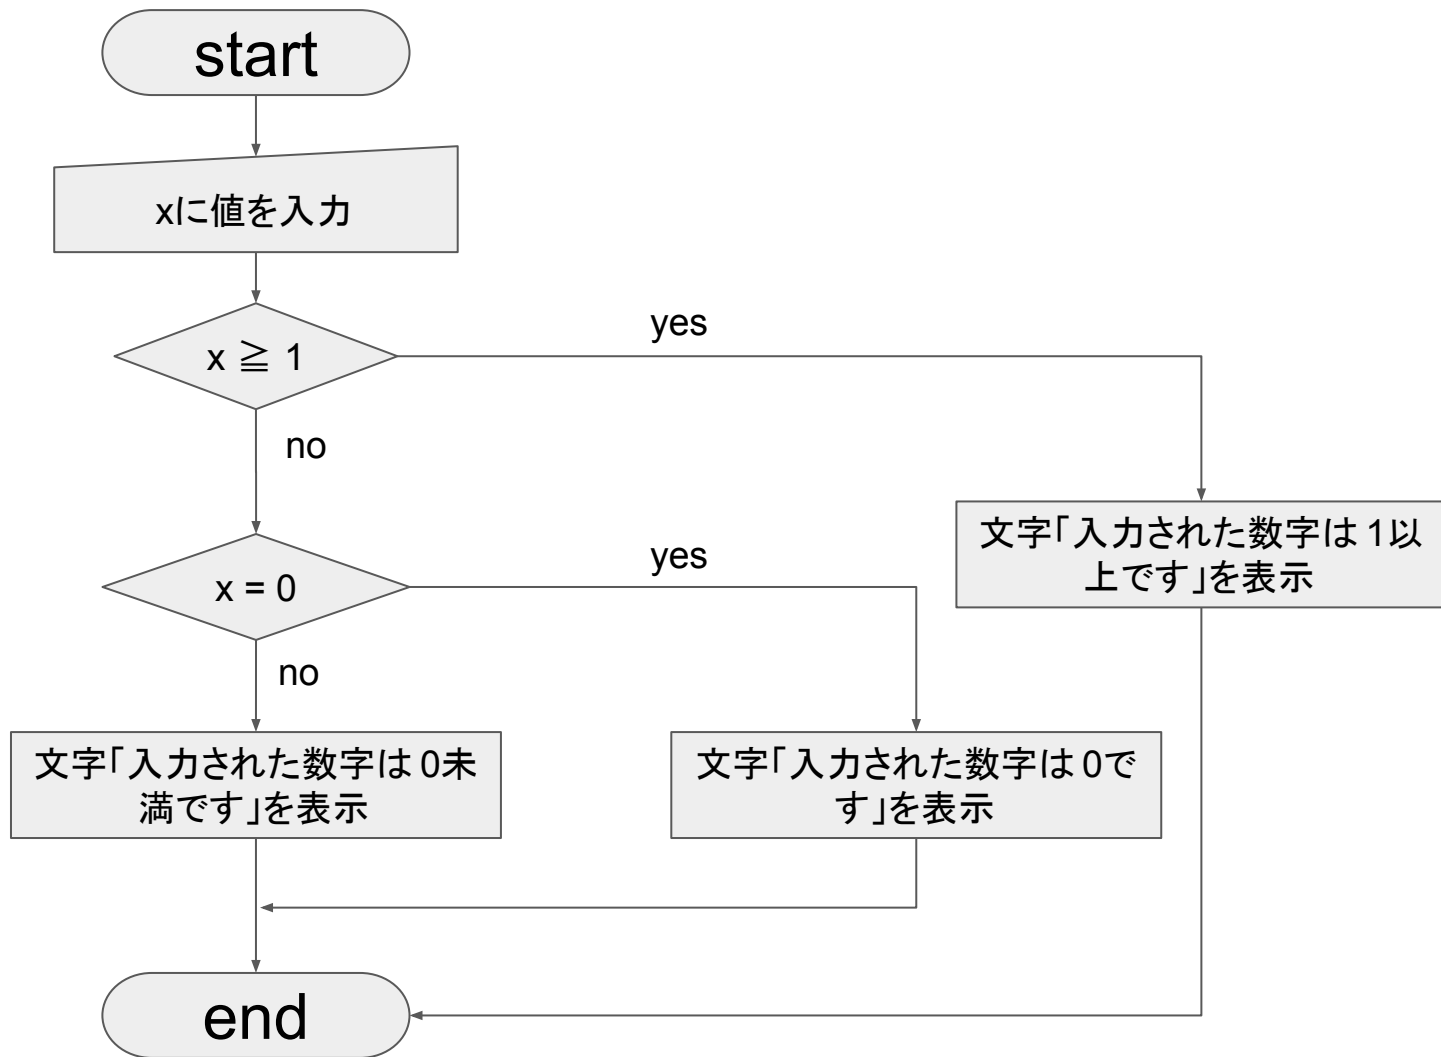 start
xに値を入力
yes
x ≧ 1
no
文字「入力された数字は 1以
上です」を表示
yes
x = 0
no
文字「入力された数字は 0未
満です」を表示
文字「入力された数字は 0で
す」を表示
end